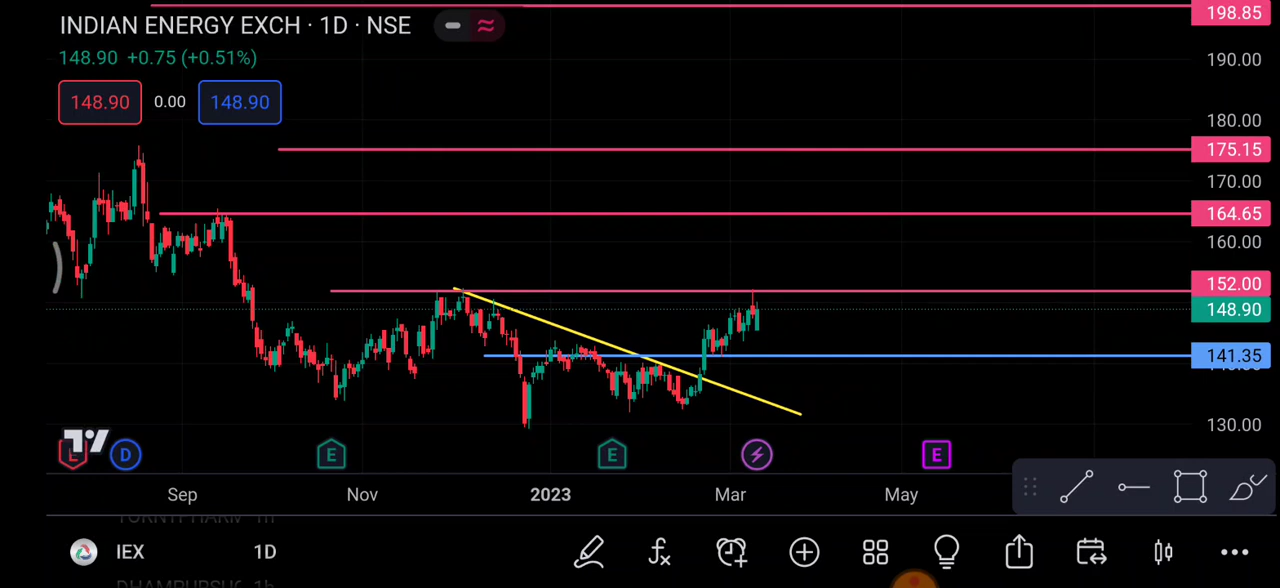 INDIAN ENERGY EXCH · 1D · NSE
148.90 +0.75 (+0.51%)
148.90 0.00 148.90
198.85
190.00
180.00
175.15
170.00
164.65
160.00
152.00
148.90
141.35
130.00
E D E E E
Sep Nov 2023 Mar May
IEX 1D